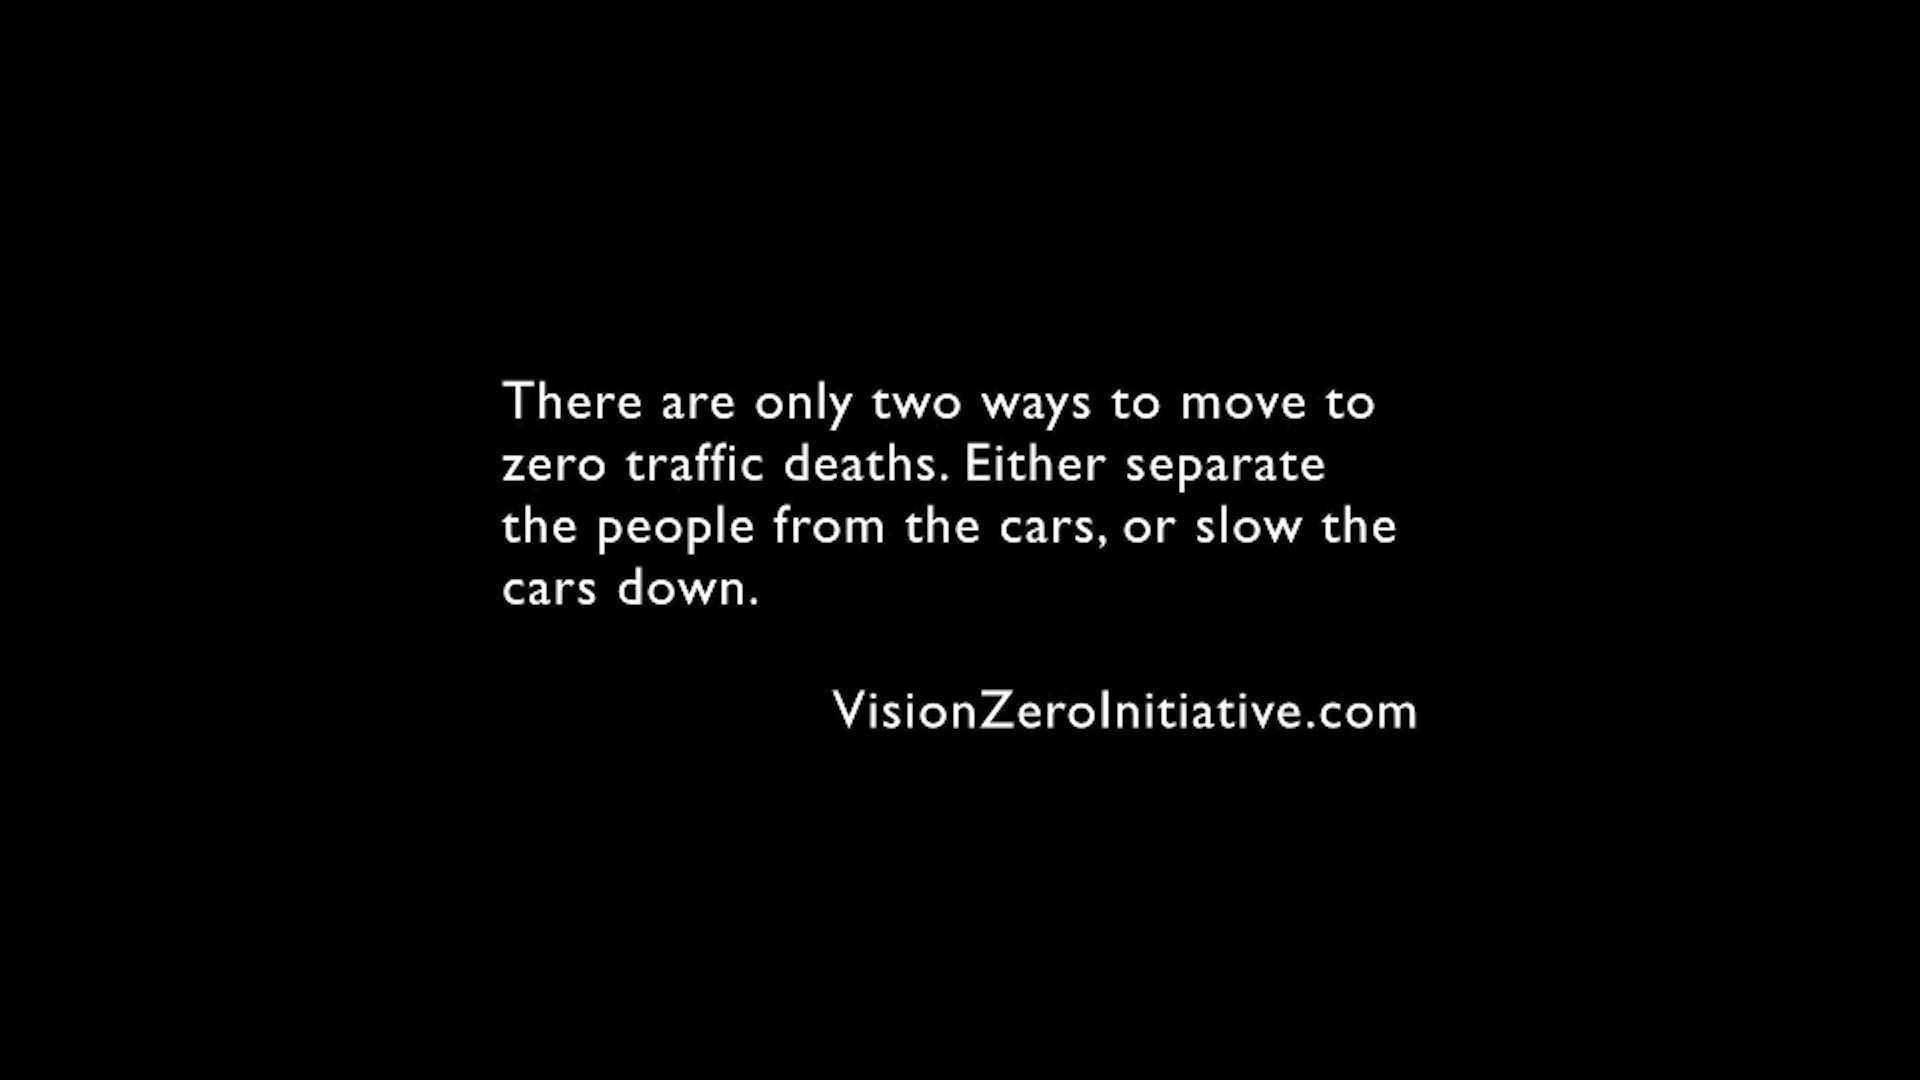 There are only two ways to move to
zero traffic deaths. Either separate
the people from the cars, or slow the
cars down.
VisionZeroInitiative.com